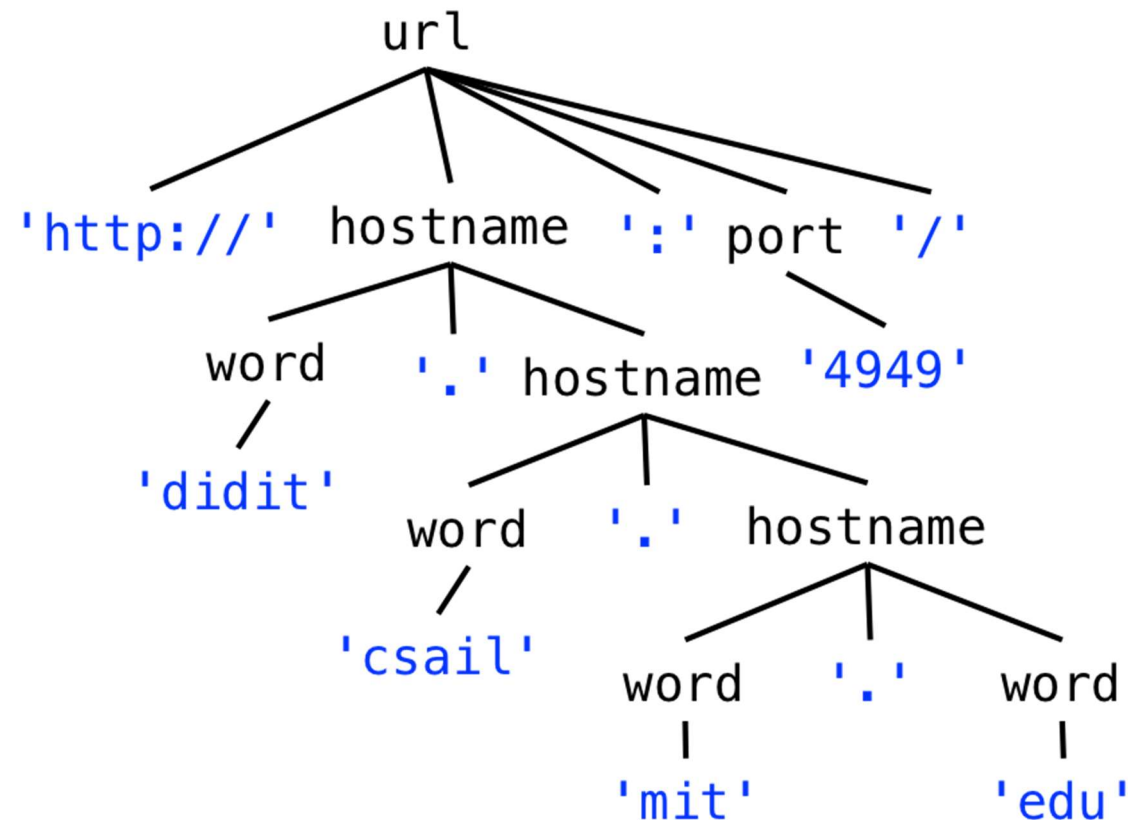 url
'http://' hostname ':' port '/'
word '.' hostname '4949'
'didit'
word '.' hostname
'csail'
word '.' word
'mit' 'edu'